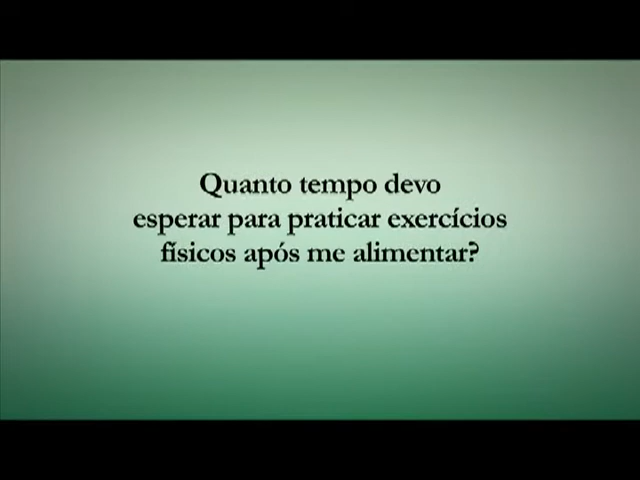 Quanto tempo devo
esperar para praticar exercícios
físicos após me alimentar?